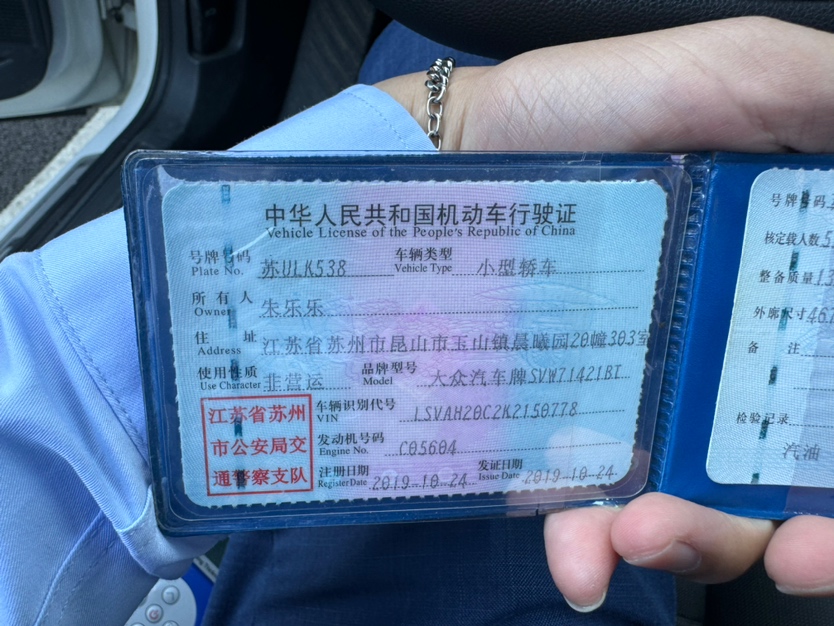 中华人民共和国机动车行驶证
Vehicle License of the People's Republic of China
号牌号码 苏ULK538 车辆类型 小型轿车
Plate No. Vehicle Type
所有人 朱乐乐
Owner
住址 江苏省苏州市昆山市玉山镇晨曦园20幢303室
Address
使用性质 非营运 品牌型号 大众汽车牌SVW71421BT
Use Character Model
江苏省苏州
市公安局交
通警察支队
车辆识别代号 LSVAH20C2K2150778
VIN
发动机号码 C05604
Engine No.
注册日期 2019-10-24 发证日期 2019-10-24
Register Date Issue Date
号牌号码
核定载人数 5
整备质量 13
外廓尺寸 467
备注
检验记录
汽油